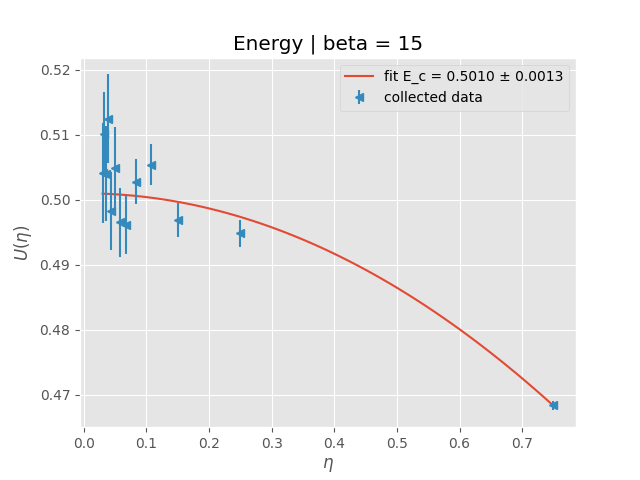 Energy | beta = 15
fit E_c = 0.5010 ± 0.0013
collected data
0.52
0.51
0.50
0.49
0.48
0.47
U(η)
0.0 0.1 0.2 0.3 0.4 0.5 0.6 0.7
η